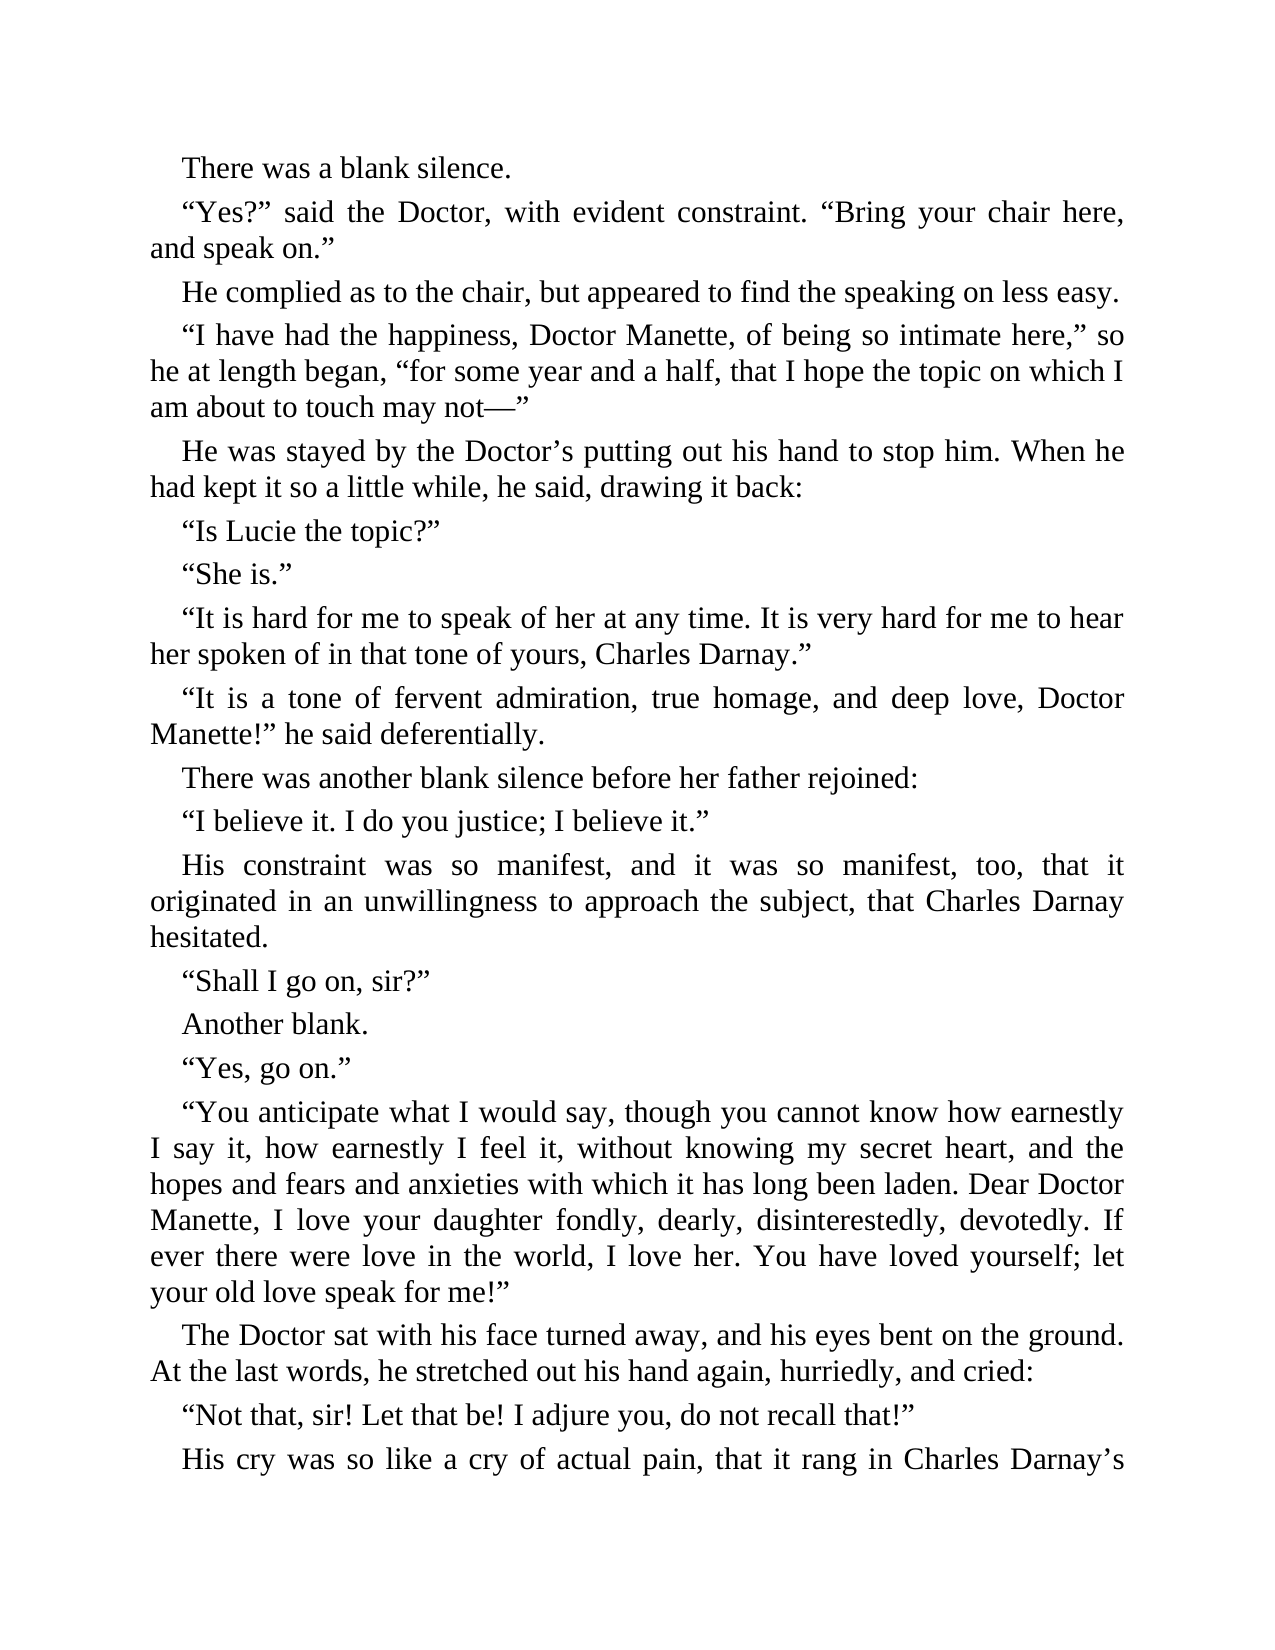 There was a blank silence.
“Yes?” said the Doctor, with evident constraint. “Bring your chair here,
and speak on.”
He complied as to the chair, but appeared to find the speaking on less easy.
“I have had the happiness, Doctor Manette, of being so intimate here,” so
he at length began, “for some year and a half, that I hope the topic on which I
am about to touch may not—”
He was stayed by the Doctor’s putting out his hand to stop him. When he
had kept it so a little while, he said, drawing it back:
“Is Lucie the topic?”
“She is.”
“It is hard for me to speak of her at any time. It is very hard for me to hear
her spoken of in that tone of yours, Charles Darnay.”
“It is a tone of fervent admiration, true homage, and deep love, Doctor
Manette!” he said deferentially.
There was another blank silence before her father rejoined:
“I believe it. I do you justice; I believe it.”
His constraint was so manifest, and it was so manifest, too, that it
originated in an unwillingness to approach the subject, that Charles Darnay
hesitated.
“Shall I go on, sir?”
Another blank.
“Yes, go on.”
“You anticipate what I would say, though you cannot know how earnestly
I say it, how earnestly I feel it, without knowing my secret heart, and the
hopes and fears and anxieties with which it has long been laden. Dear Doctor
Manette, I love your daughter fondly, dearly, disinterestedly, devotedly. If
ever there were love in the world, I love her. You have loved yourself; let
your old love speak for me!”
The Doctor sat with his face turned away, and his eyes bent on the ground.
At the last words, he stretched out his hand again, hurriedly, and cried:
“Not that, sir! Let that be! I adjure you, do not recall that!”
His cry was so like a cry of actual pain, that it rang in Charles Darnay’s